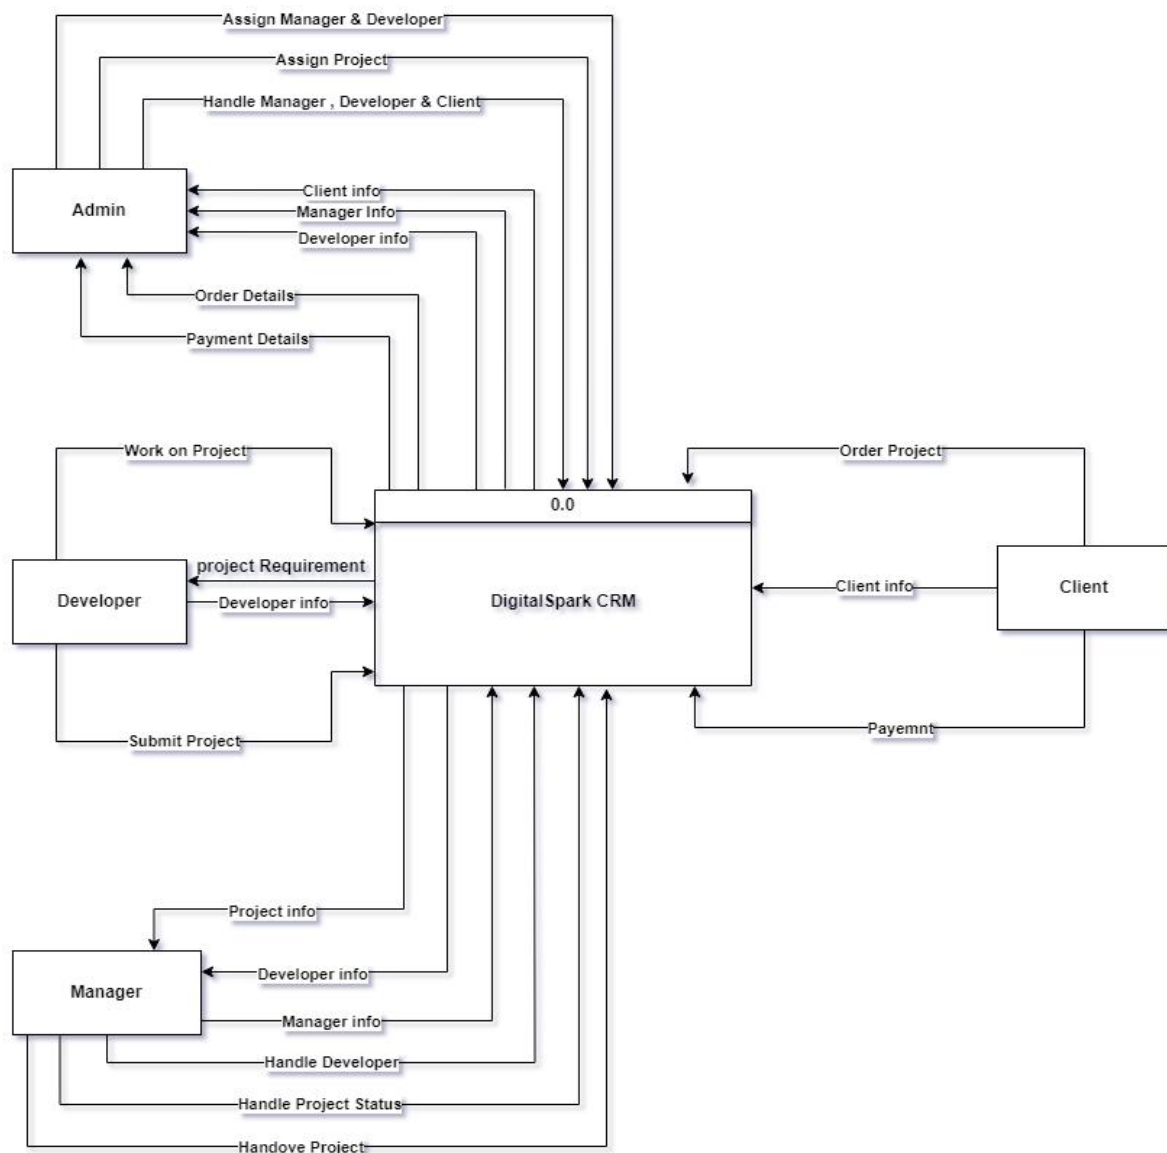 Assign Manager & Developer
Assign Project
Handle Manager , Developer & Client
Client info
Admin
Manager Info
Developer info
Order Details
Payment Details
Work on Project
Order Project
0.0
project Requirement
Client info
Client
Developer
Developer info
DigitalSpark CRM
Submit Project
Payemnt
Project info
Developer info
Manager
Manager info
Handle Developer
Handle Project Status
Handove Project